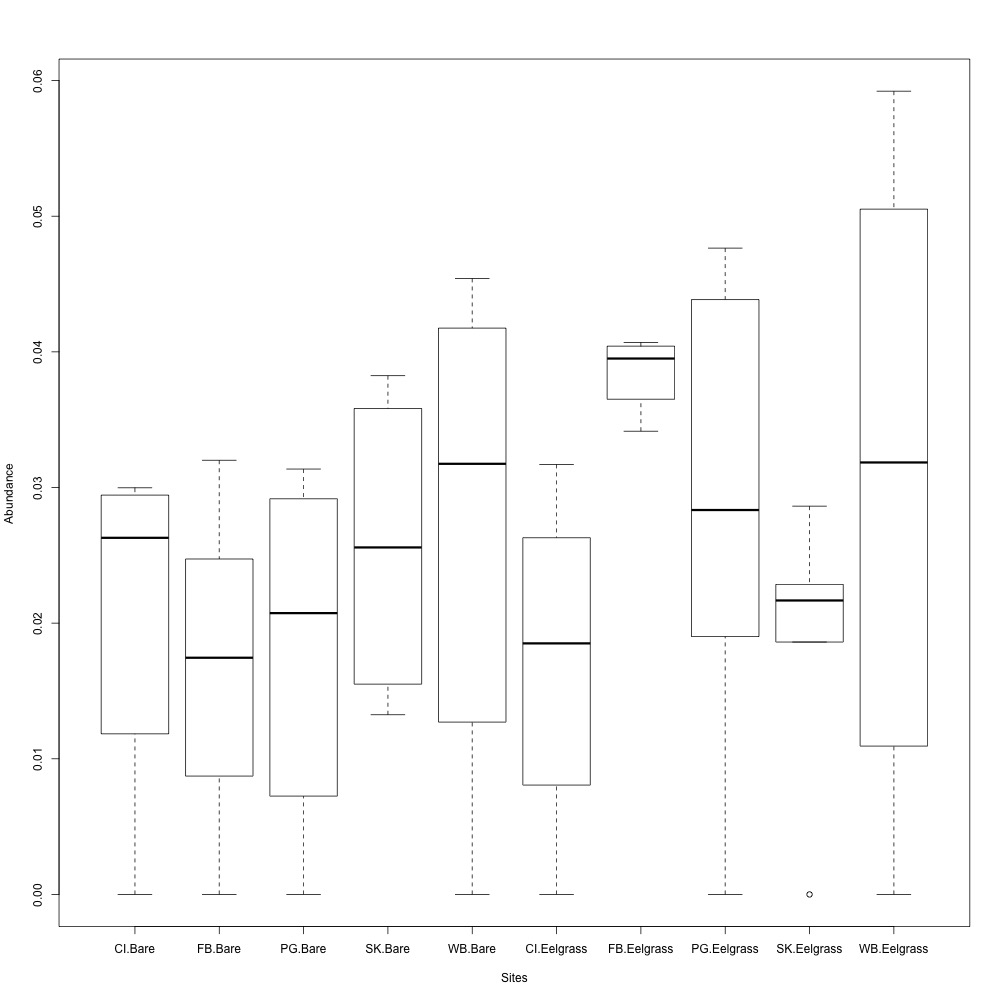 0.06
0.05
0.04
0.03
0.02
0.01
0.00
Abundance
CI.Bare FB.Bare PG.Bare SK.Bare WB.Bare CI.Eelgrass FB.Eelgrass PG.Eelgrass SK.Eelgrass WB.Eelgrass
Sites